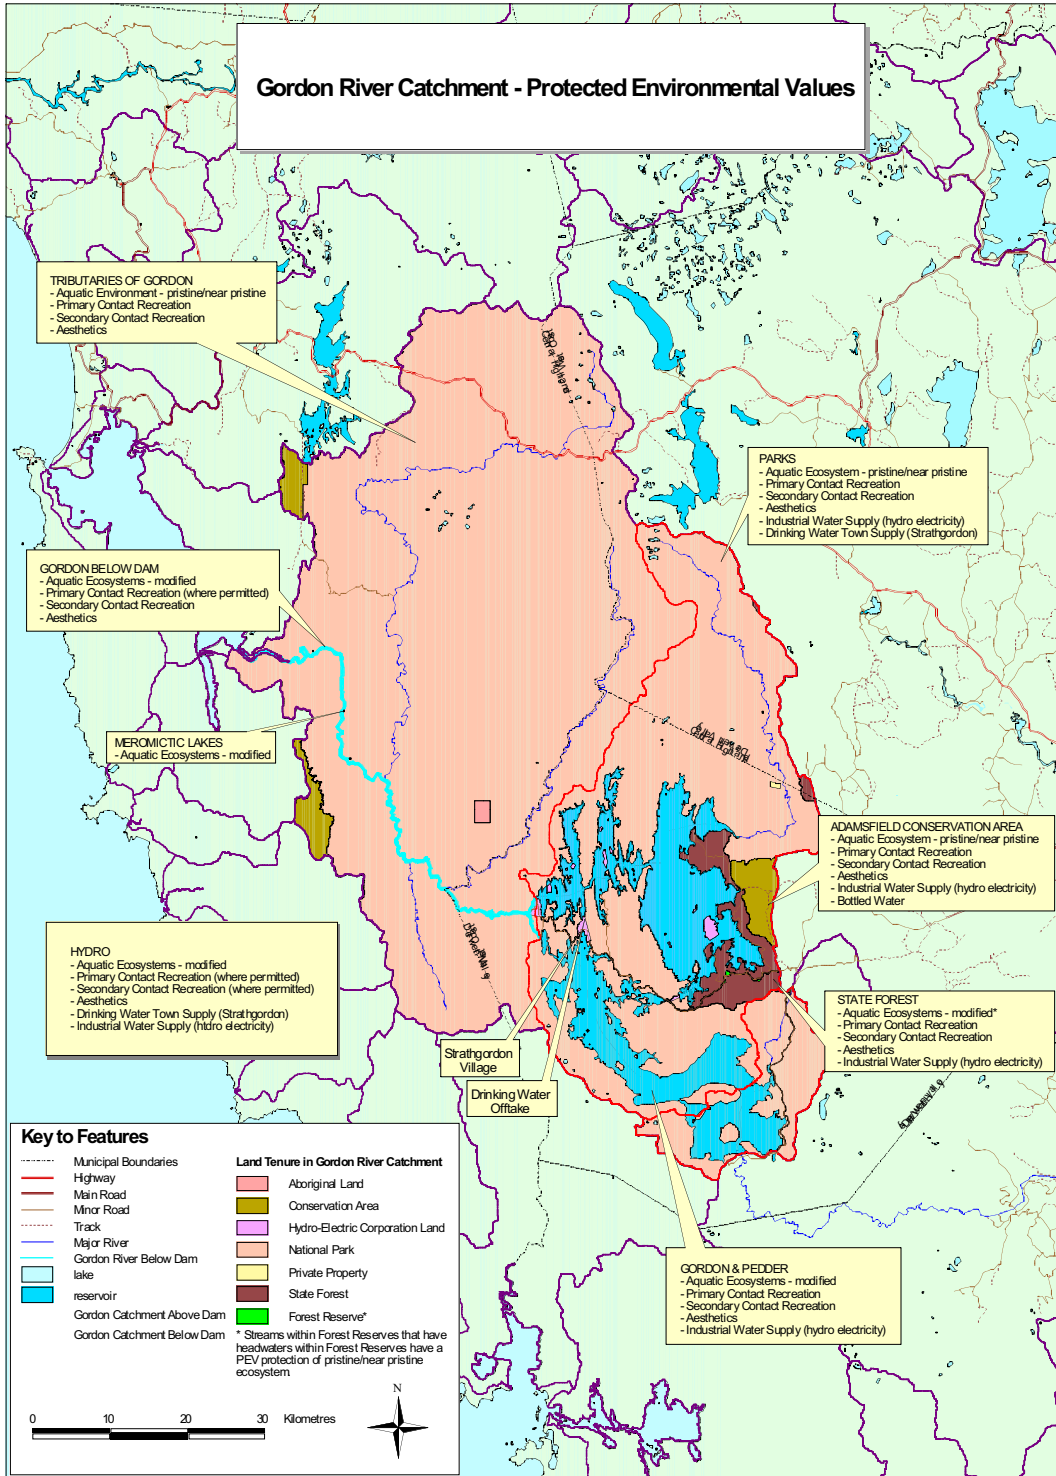 Gordon River Catchment - Protected Environmental Values
TRIBUTARIES OF GORDON
- Aquatic Environment - pristine/near pristine
- Primary Contact Recreation
- Secondary Contact Recreation
- Aesthetics
PARKS
- Aquatic Ecosystem - pristine/near pristine
- Primary Contact Recreation
- Secondary Contact Recreation
- Aesthetics
- Industrial Water Supply (hydro electricity)
- Drinking Water Town Supply (Strathgordon)
GORDON BELOW DAM
- Aquatic Ecosystems - modified
- Primary Contact Recreation (where permitted)
- Secondary Contact Recreation
- Aesthetics
MEROMICTIC LAKES
- Aquatic Ecosystems - modified
ADAMSFIELD CONSERVATION AREA
- Aquatic Ecosystem - pristine/near pristine
- Primary Contact Recreation
- Secondary Contact Recreation
- Aesthetics
- Industrial Water Supply (hydro electricity)
- Bottled Water
HYDRO
- Aquatic Ecosystems - modified
- Primary Contact Recreation (where permitted)
- Secondary Contact Recreation (where permitted)
- Aesthetics
- Drinking Water Town Supply (Strathgordon)
- Industrial Water Supply (htdro electricity)
STATE FOREST
- Aquatic Ecosystems - modified*
- Primary Contact Recreation
- Secondary Contact Recreation
- Aesthetics
- Industrial Water Supply (hydro electricity)
Strathgordon
Village
Drinking Water
Offtake
GORDON & PEDDER
- Aquatic Ecosystems - modified
- Primary Contact Recreation
- Secondary Contact Recreation
- Aesthetics
- Industrial Water Supply (hydro electricity)
Key to Features
Municipal Boundaries
Highway
Main Road
Minor Road
Track
Major River
Gordon River Below Dam
lake
reservoir
Gordon Catchment Above Dam
Gordon Catchment Below Dam
Land Tenure in Gordon River Catchment
Aboriginal Land
Conservation Area
Hydro-Electric Corporation Land
National Park
Private Property
State Forest
Forest Reserve*
* Streams within Forest Reserves that have
headwaters within Forest Reserves have a
PEV protection of pristine/near pristine
ecosystem.
N
0 10 20 30 Kilometres